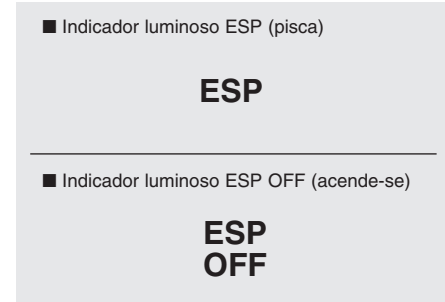 ■ Indicador luminoso ESP (pisca)
ESP
■ Indicador luminoso ESP OFF (acende-se)
ESP
OFF